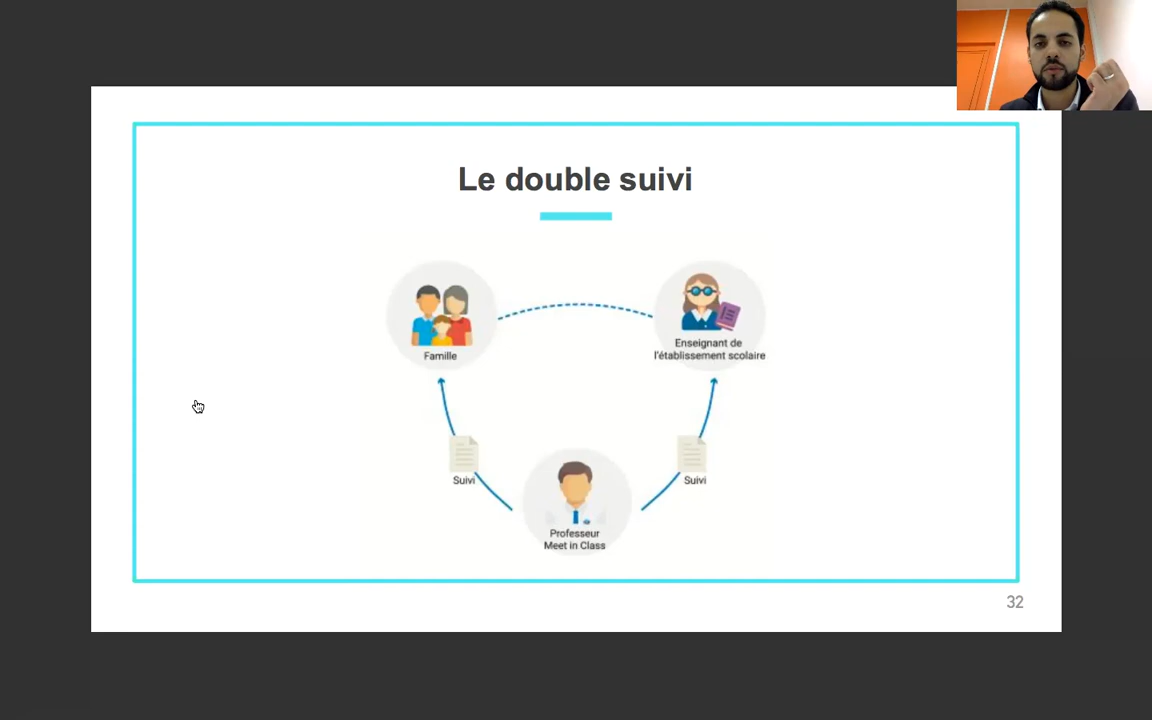 Le double suivi
Famille
Enseignant de
l'établissement scolaire
Suivi
Suivi
Professeur
Meet in Class
32